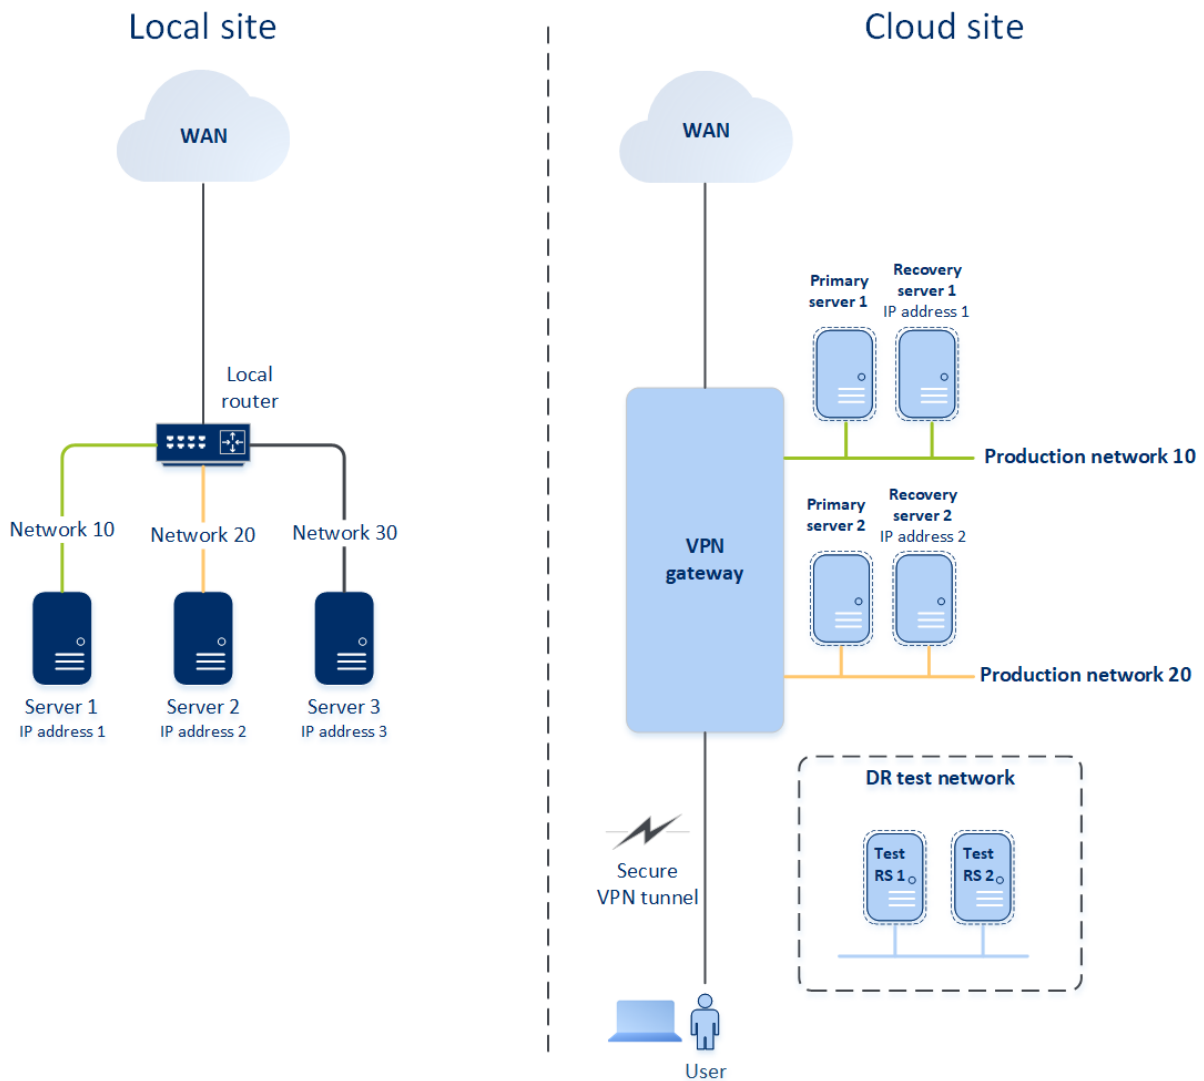 Local site
WAN
Local
router
Network 10
Network 20
Network 30
Server 1
IP address 1
Server 2
IP address 2
Server 3
IP address 3
Cloud site
WAN
Primary
server 1
Recovery
server 1
IP address 1
Production network 10
Primary
server 2
Recovery
server 2
IP address 2
Production network 20
VPN
gateway
DR test network
Test
RS 1
Test
RS 2
Secure
VPN tunnel
User